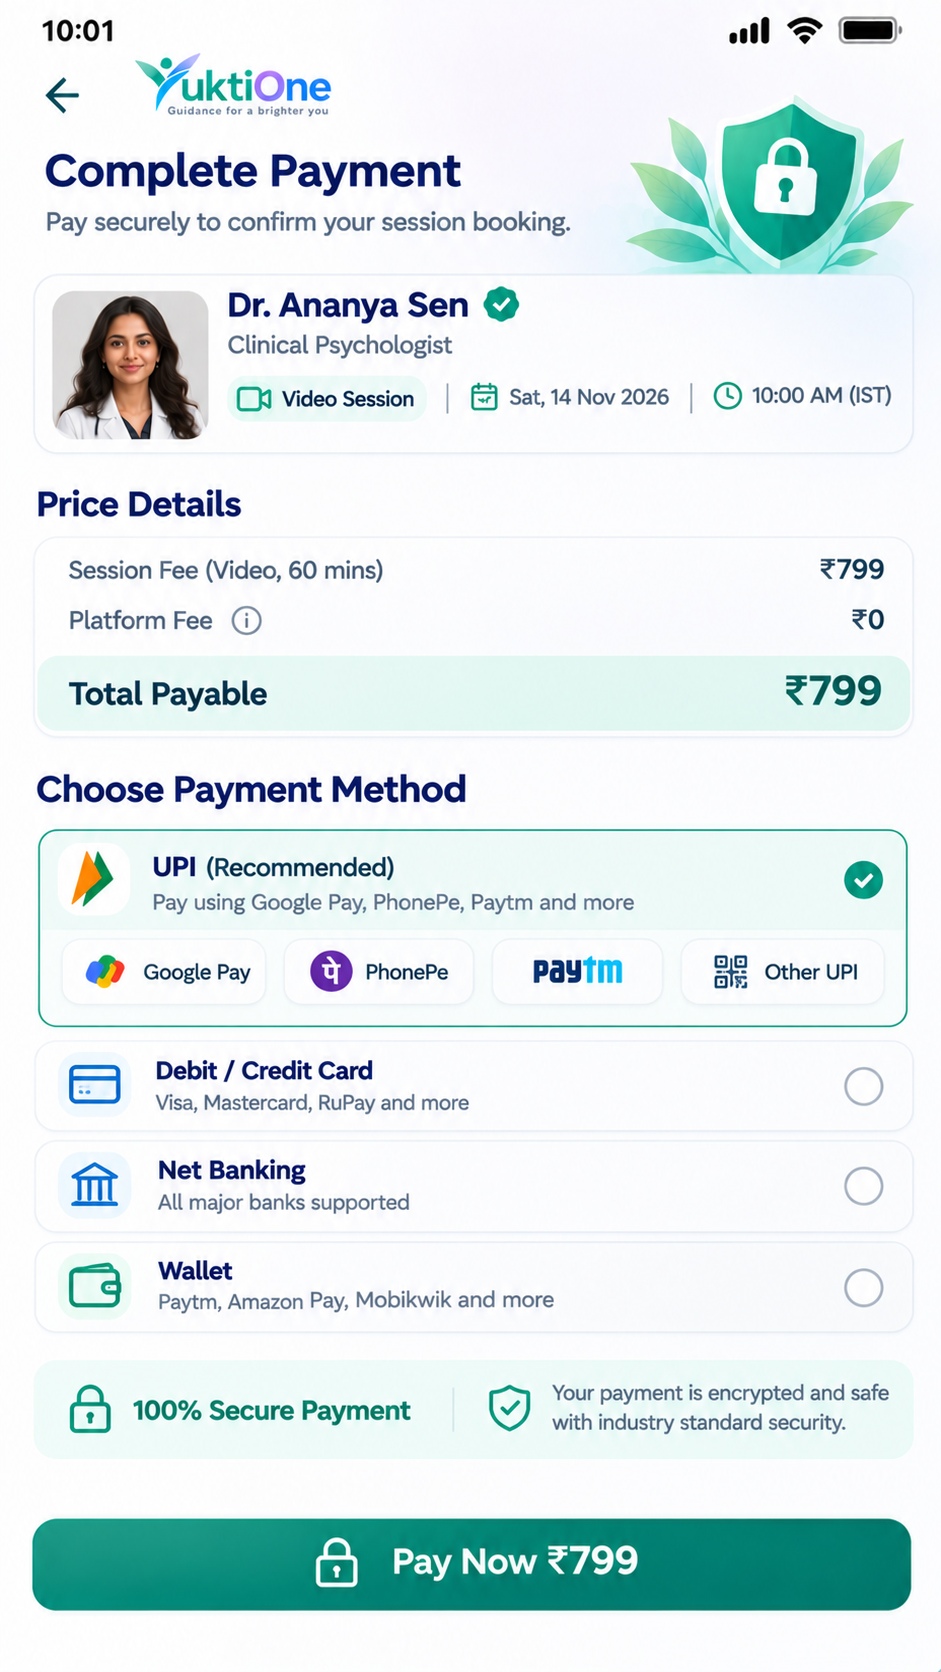 10:01
YuktiOne
Guidance for a brighter you
Complete Payment
Pay securely to confirm your session booking.
Dr. Ananya Sen
Clinical Psychologist
Video Session | Sat, 14 Nov 2026 | 10:00 AM (IST)
Price Details
Session Fee (Video, 60 mins) ₹799
Platform Fee i ₹0
Total Payable ₹799
Choose Payment Method
UPI (Recommended)
Pay using Google Pay, PhonePe, Paytm and more
Google Pay पे PhonePe paytm Other UPI
Debit / Credit Card
Visa, Mastercard, RuPay and more
Net Banking
All major banks supported
Wallet
Paytm, Amazon Pay, Mobikwik and more
100% Secure Payment
Your payment is encrypted and safe
with industry standard security.
Pay Now ₹799